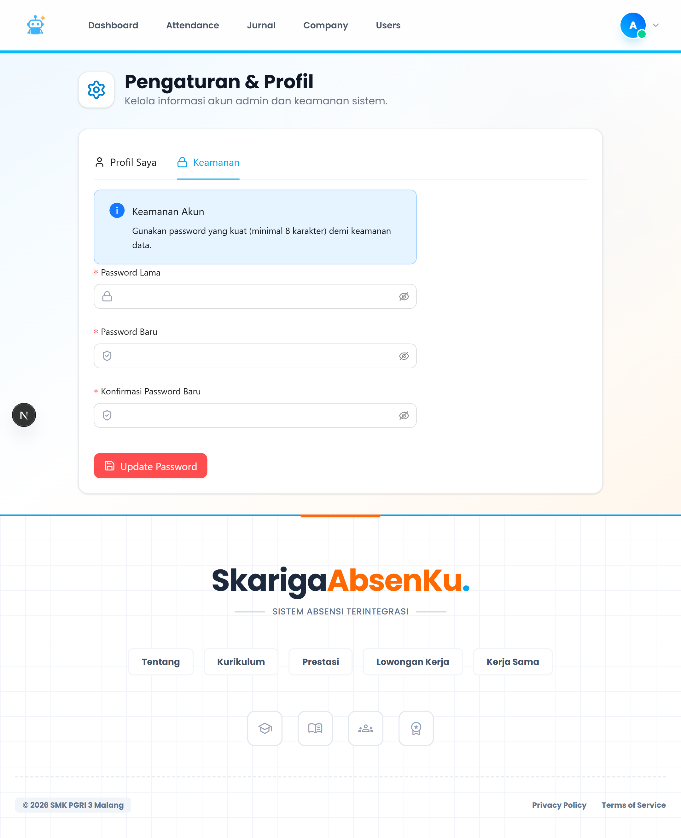 Dashboard
Attendance
Jurnal
Company
Users
A
Pengaturan & Profil
Kelola informasi akun admin dan keamanan sistem.
Profil Saya
Keamanan
Keamanan Akun
Gunakan password yang kuat (minimal 8 karakter) demi keamanan
data.
* Password Lama
* Password Baru
* Konfirmasi Password Baru
N
Update Password
SkarigaAbsenKu.
SISTEM ABSENSI TERINTEGRASI
Tentang
Kurikulum
Prestasi
Lowongan Kerja
Kerja Sama
© 2026 SMK PGRI 3 Malang
Privacy Policy
Terms of Service